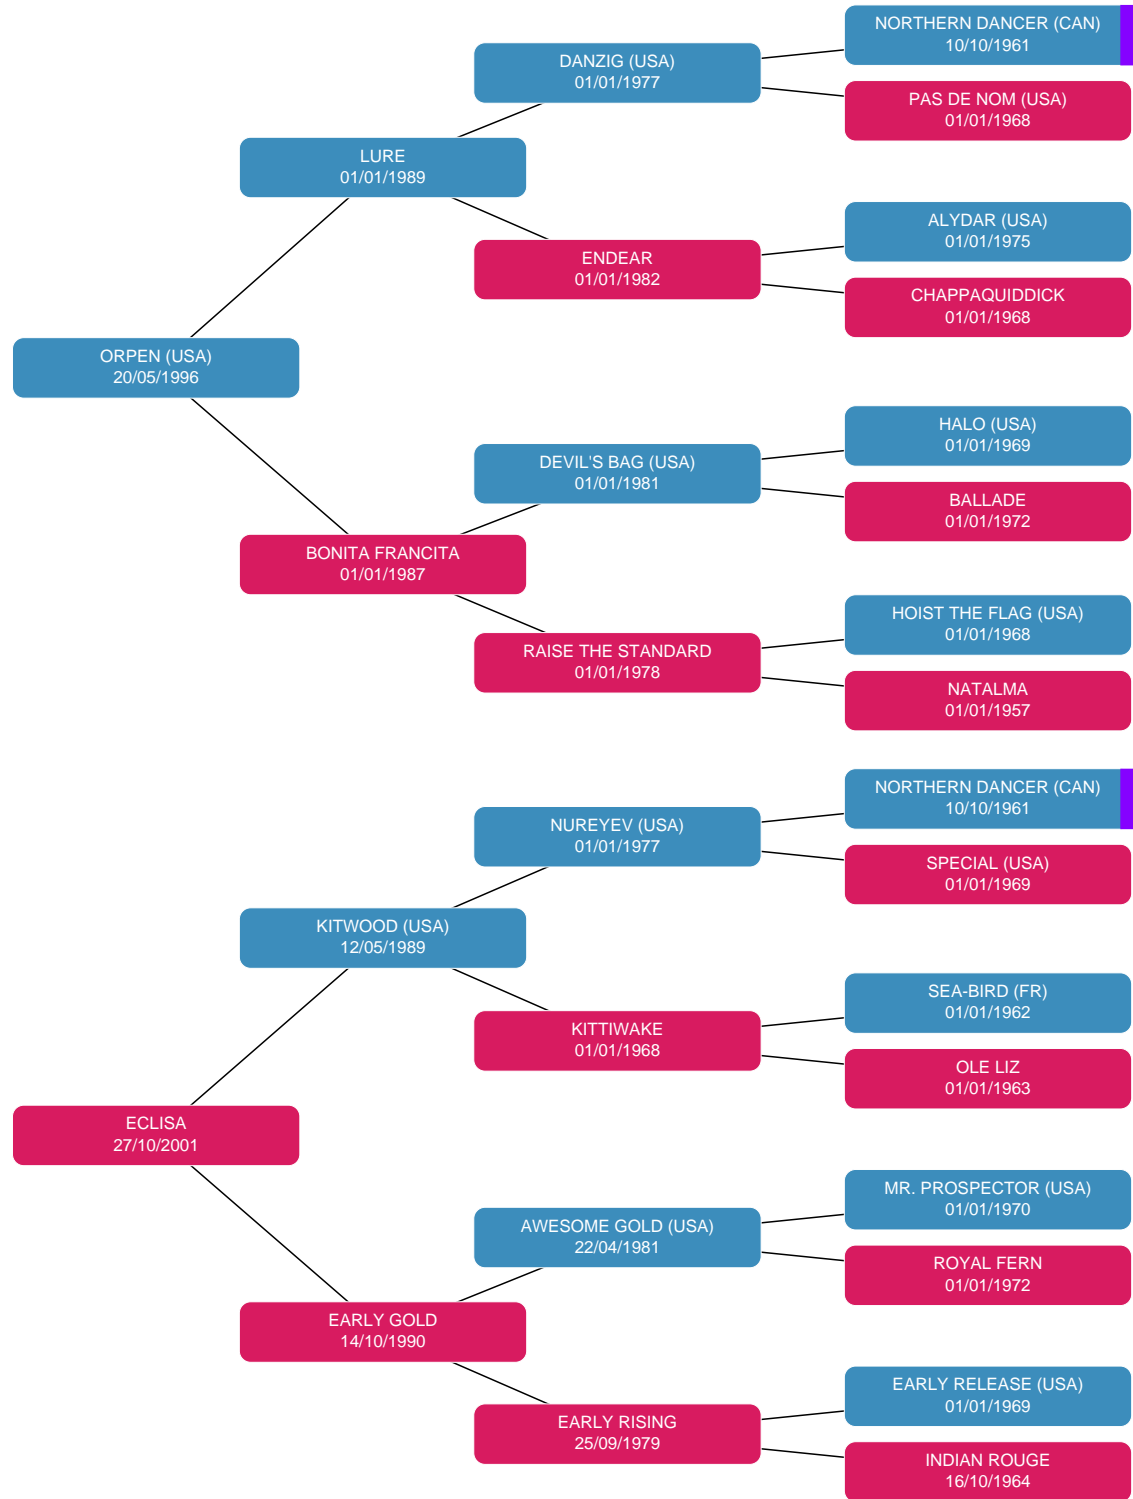 NORTHERN DANCER (CAN)
10/10/1961
DANZIG (USA)
01/01/1977
PAS DE NOM (USA)
01/01/1968
LURE
01/01/1989
ALYDAR (USA)
01/01/1975
ENDEAR
01/01/1982
CHAPPAQUIDDICK
01/01/1968
ORPEN (USA)
20/05/1996
HALO (USA)
01/01/1969
DEVIL'S BAG (USA)
01/01/1981
BALLADE
01/01/1972
BONITA FRANCITA
01/01/1987
HOIST THE FLAG (USA)
01/01/1968
RAISE THE STANDARD
01/01/1978
NATALMA
01/01/1957
NORTHERN DANCER (CAN)
10/10/1961
NUREYEV (USA)
01/01/1977
SPECIAL (USA)
01/01/1969
KITWOOD (USA)
12/05/1989
SEA-BIRD (FR)
01/01/1962
KITTIWAKE
01/01/1968
OLE LIZ
01/01/1963
ECLISA
27/10/2001
MR. PROSPECTOR (USA)
01/01/1970
AWESOME GOLD (USA)
22/04/1981
ROYAL FERN
01/01/1972
EARLY GOLD
14/10/1990
EARLY RELEASE (USA)
01/01/1969
EARLY RISING
25/09/1979
INDIAN ROUGE
16/10/1964